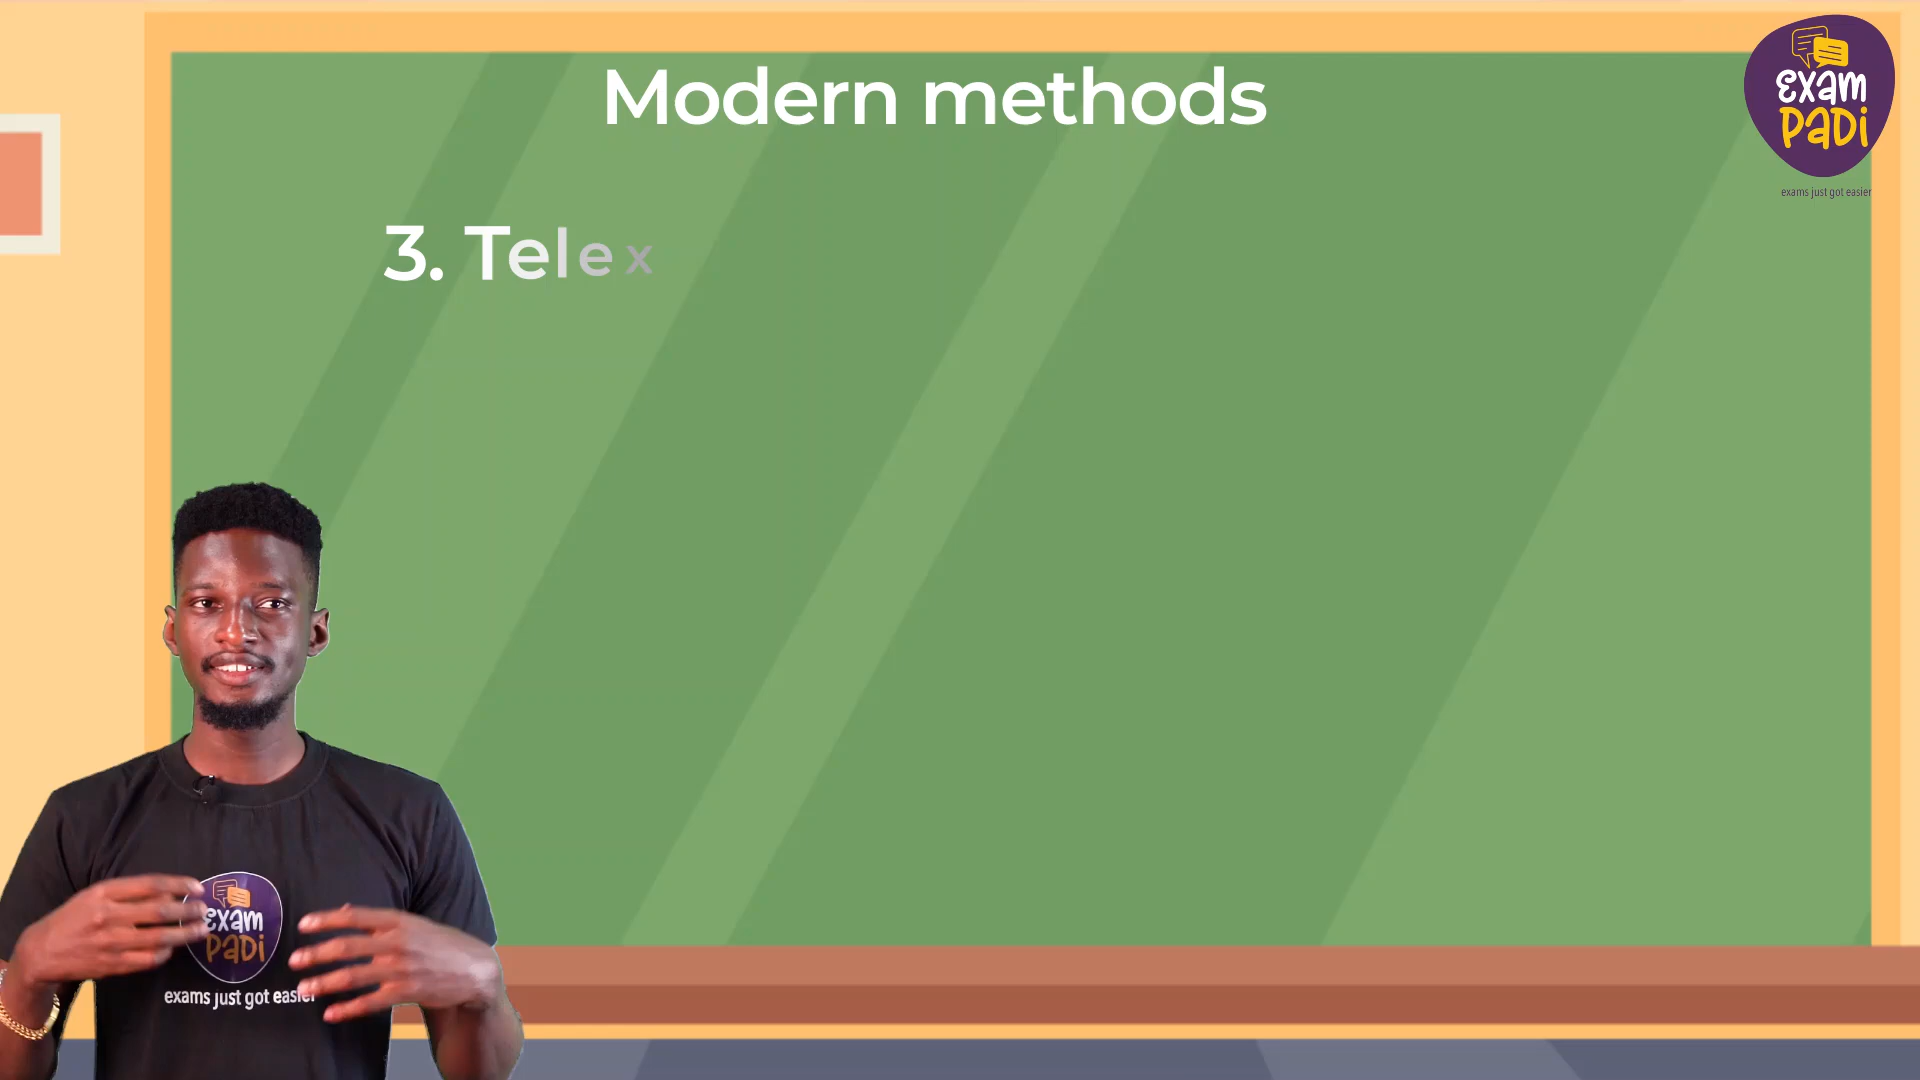 Modern methods
exam
PADI
exams just got easier
3. Telex
exam
PADI
exams just got easier